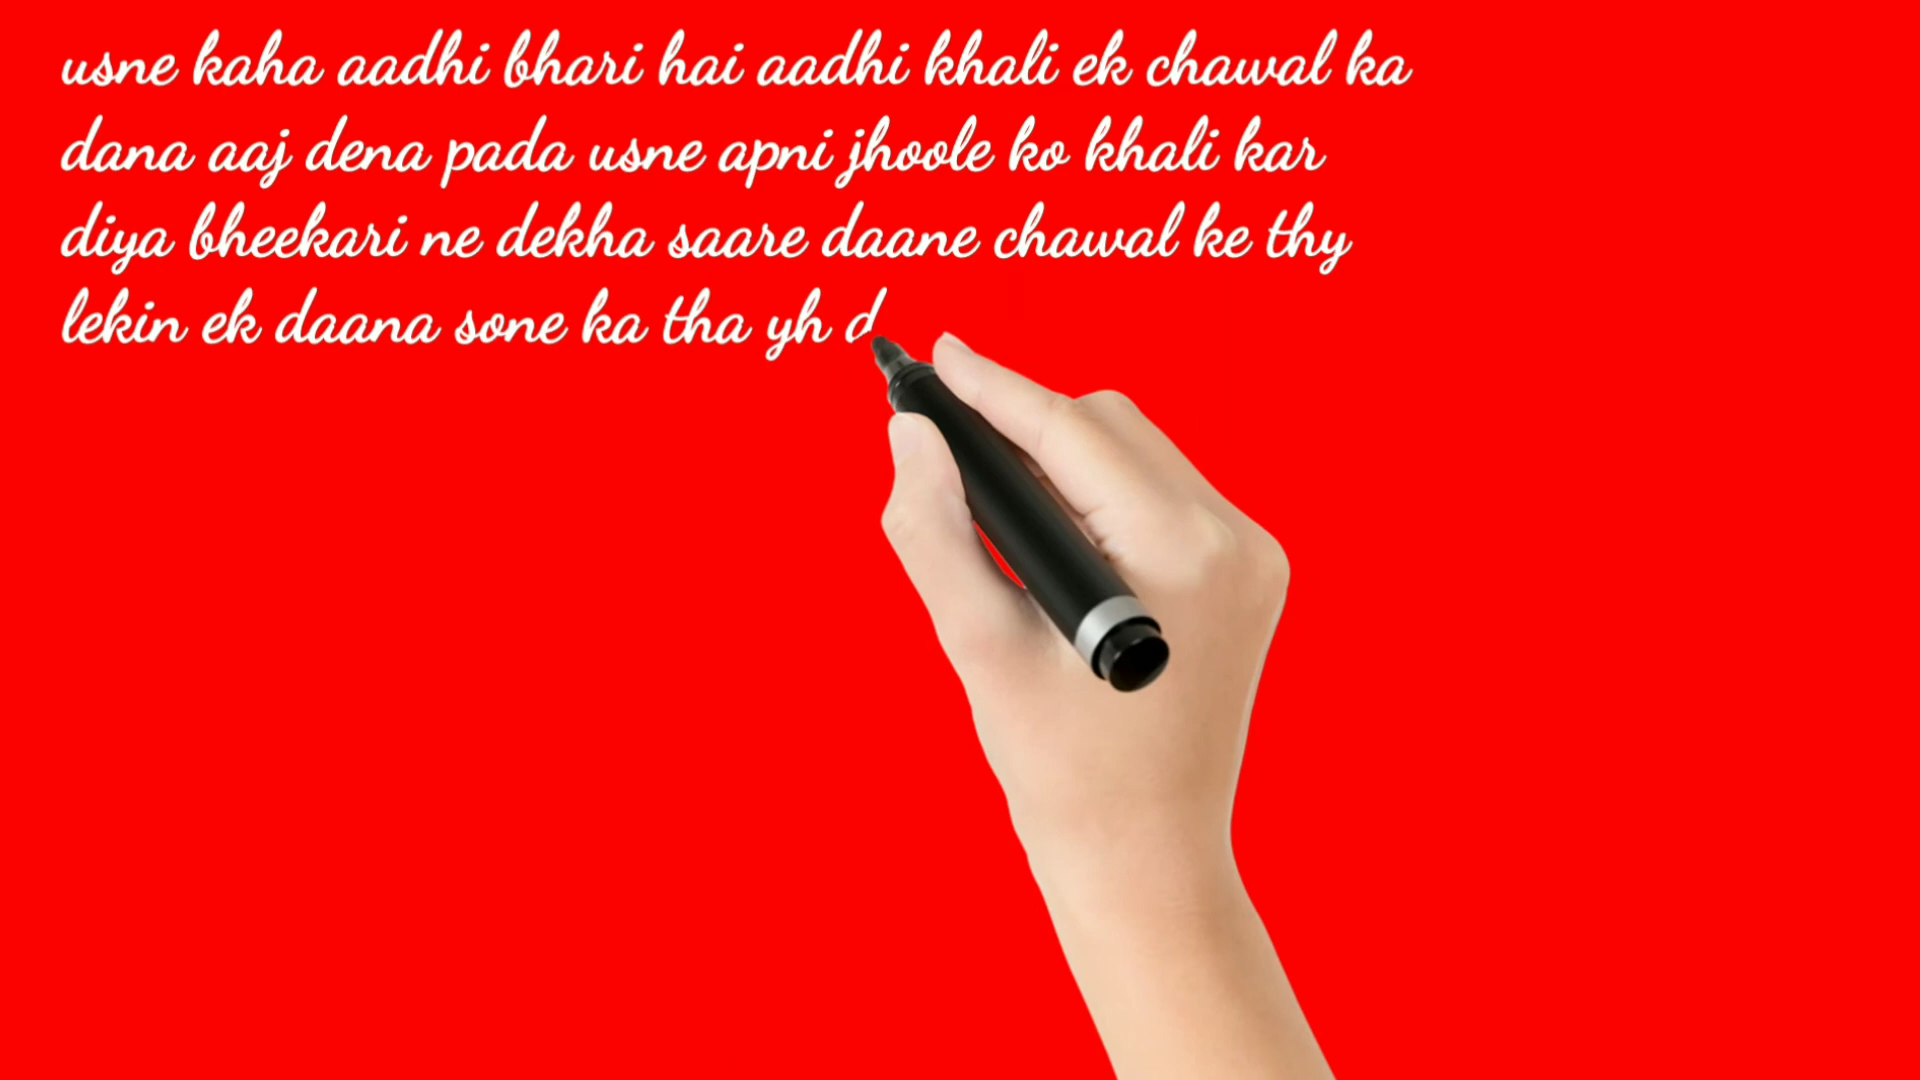 usne kaha aadhi bhari hai aadhi khali ek chawal ka
dana aaj dena pada usne apni jhoole ko khali kar
diya bheekari ne dekha saare daane chawal ke thy
lekin ek daana sone ka tha yh d